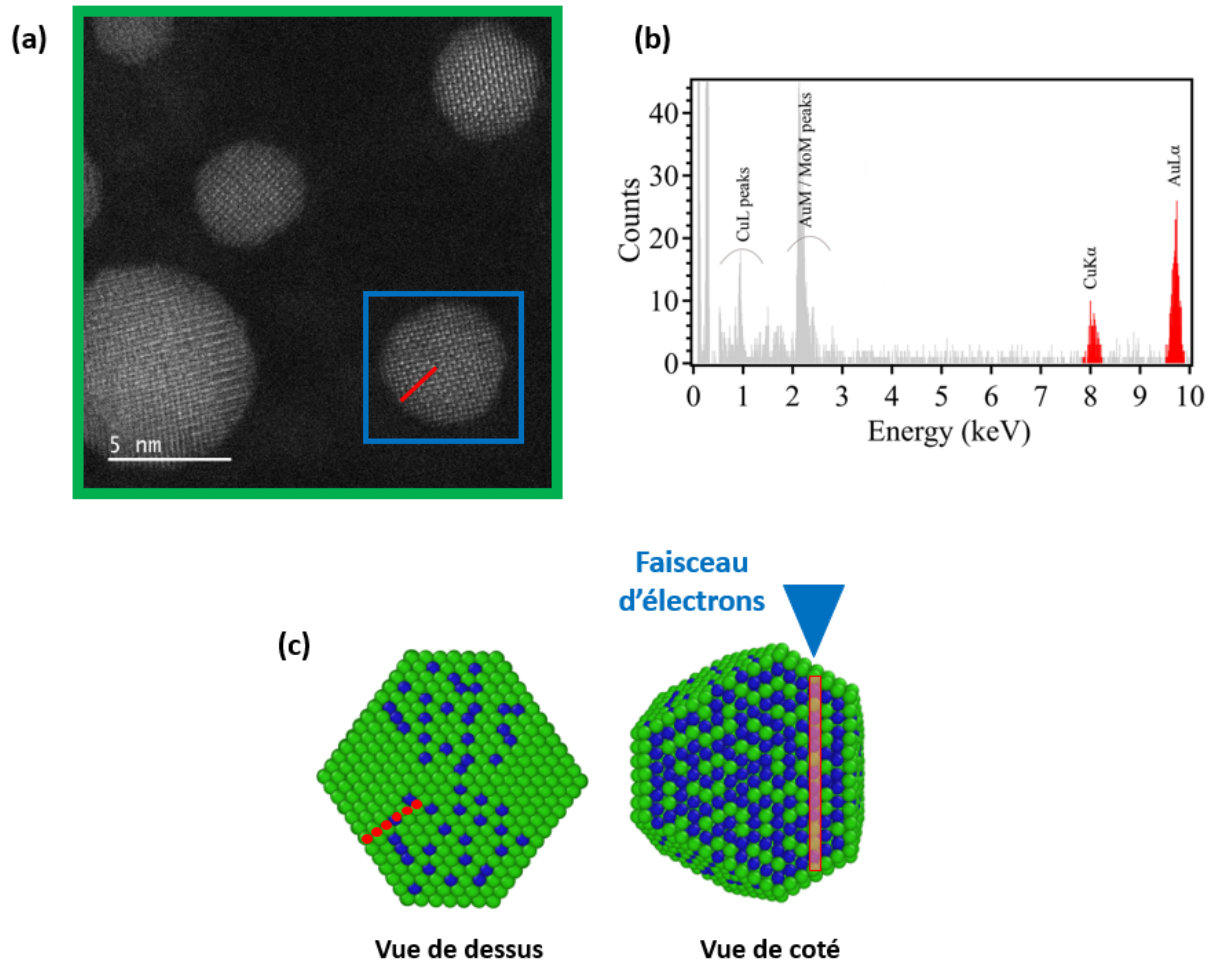 (a)
5 nm
(b)
40
30
20
10
0
Counts
CuL peaks
AuM / MoM peaks
CuKα
AuLα
0 1 2 3 4 5 6 7 8 9 10
Energy (keV)
Faisceau
d'électrons
(c)
Vue de dessus
Vue de coté